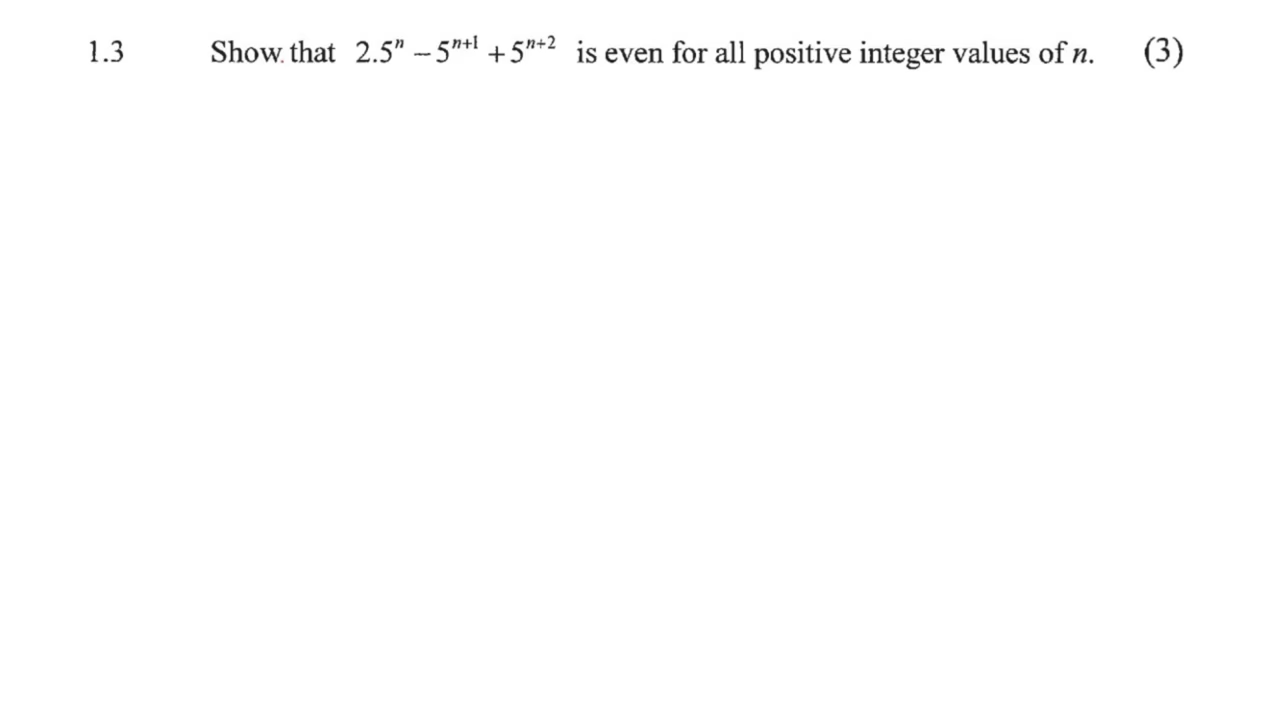 1.3 Show that 2.5ⁿ − 5ⁿ⁺¹ + 5ⁿ⁺² is even for all positive integer values of n. (3)